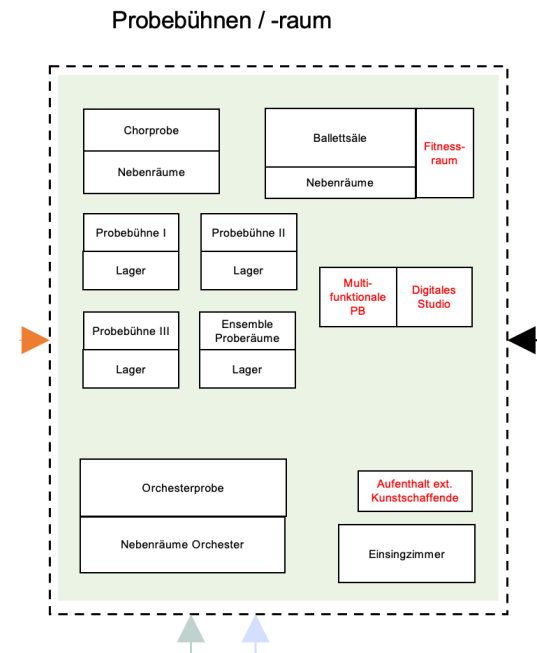 Probebühnen / -raum
Chorprobe
Nebenräume
Ballettsäle
Nebenräume
Fitness-
raum
Probebühne I
Lager
Probebühne II
Lager
Multi-
funktionale
PB
Digitales
Studio
Probebühne III
Lager
Ensemble
Proberäume
Lager
Orchesterprobe
Nebenräume Orchester
Aufenthalt ext.
Kunstschaffende
Einsingzimmer